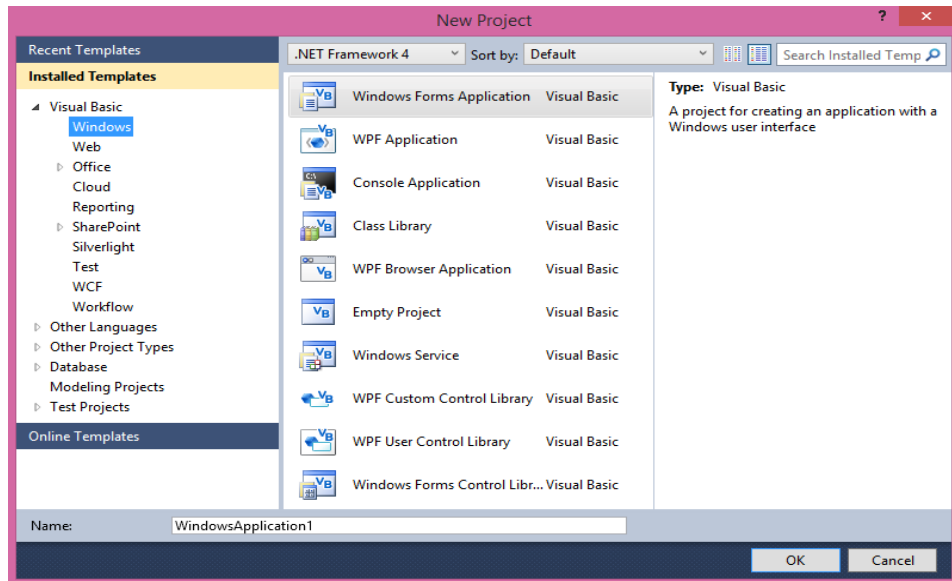 New Project
? ×
Recent Templates
Installed Templates
Visual Basic
Windows
Web
Office
Cloud
Reporting
SharePoint
Silverlight
Test
WCF
Workflow
Other Languages
Other Project Types
Database
Modeling Projects
Test Projects
Online Templates
.NET Framework 4 Sort by: Default
Search Installed Temp
Windows Forms Application Visual Basic
WPF Application Visual Basic
Console Application Visual Basic
Class Library Visual Basic
WPF Browser Application Visual Basic
Empty Project Visual Basic
Windows Service Visual Basic
WPF Custom Control Library Visual Basic
WPF User Control Library Visual Basic
Windows Forms Control Libr... Visual Basic
Type: Visual Basic
A project for creating an application with a
Windows user interface
Name: WindowsApplication1
OK Cancel